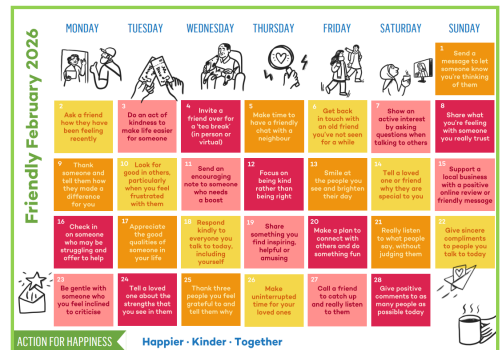 Friendly February 2026
MONDAY TUESDAY WEDNESDAY THURSDAY FRIDAY SATURDAY SUNDAY
1 Send a
message to let
someone know
you're thinking
of them
2 Ask a friend
how they have
been feeling
recently
3 Do an act of
kindness to make
life easier for
someone
4 Invite a
friend over for
a 'tea break'
(in person or
virtual)
5 Make time to
have a friendly
chat with a
neighbour
6 Get back
in touch with
an old friend
you've not seen
for a while
7 Show an
active interest
by asking
questions when
talking to others
8 Share what
you're feeling
with someone
you really trust
9 Thank
someone and
tell them how
they made a
difference
for you
10 Look for
good in others,
particularly
when you feel
frustrated with
them
11 Send an
encouraging
note to someone
who needs
a boost
12 Focus on
being kind
rather than
being right
13 Smile at
the people you
see and brighten
their day
14 Tell a loved
one or friend
why they are
special to you
15 Support a
local business
with a positive
online review or
friendly message
16 Check in
on someone
who may be
struggling and
offer to help
17 Appreciate
the good
qualities of
someone in
your life
18 Respond
kindly to
everyone you
talk to today,
including
yourself
19 Share
something you
find inspiring,
helpful or
amusing
20 Make a plan to
connect with
others and do
something fun
21 Really listen
to what people
say, without
judging them
22 Give sincere
compliments
to people you
talk to today
23
Be gentle with
someone who
you feel inclined
to criticise
24 Tell a loved
one about the
strengths that
you see in them
25 Thank three
people you feel
grateful to and
tell them why
26 Make
uninterrupted
time for your
loved ones
27 Call a friend
to catch up
and really listen
to them
28 Give positive
comments to as
many people as
possible today
ACTION FOR HAPPINESS
Happier · Kinder · Together